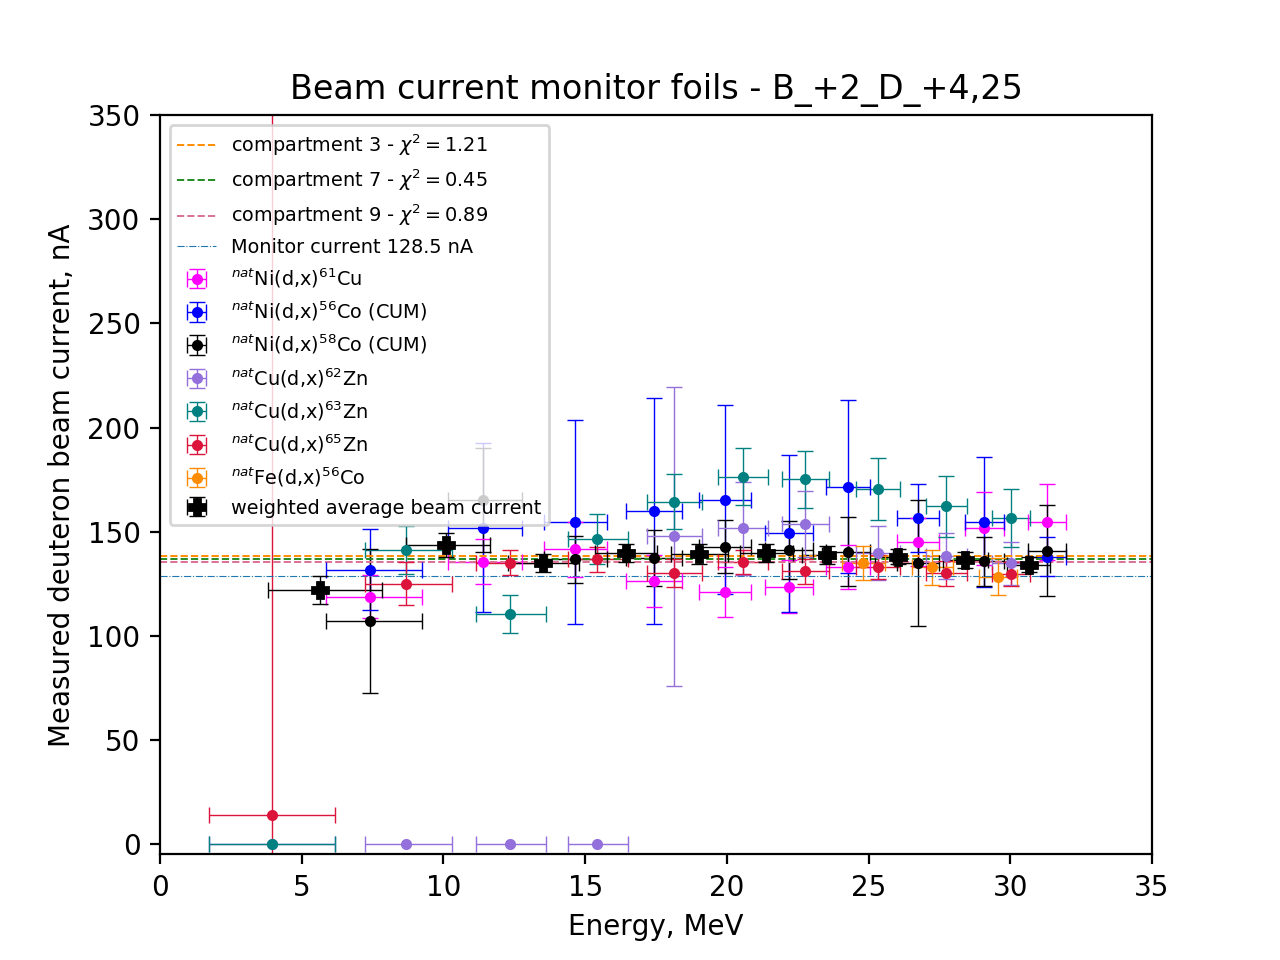 Beam current monitor foils - B_+2_D_+4,25
350
300
250
200
150
100
50
0
Measured deuteron beam current, nA
compartment 3 - χ² = 1.21
compartment 7 - χ² = 0.45
compartment 9 - χ² = 0.89
Monitor current 128.5 nA
ⁿᵃᵗNi(d,x)⁶¹Cu
ⁿᵃᵗNi(d,x)⁵⁶Co (CUM)
ⁿᵃᵗNi(d,x)⁵⁸Co (CUM)
ⁿᵃᵗCu(d,x)⁶²Zn
ⁿᵃᵗCu(d,x)⁶³Zn
ⁿᵃᵗCu(d,x)⁶⁵Zn
ⁿᵃᵗFe(d,x)⁵⁶Co
weighted average beam current
0 5 10 15 20 25 30 35
Energy, MeV